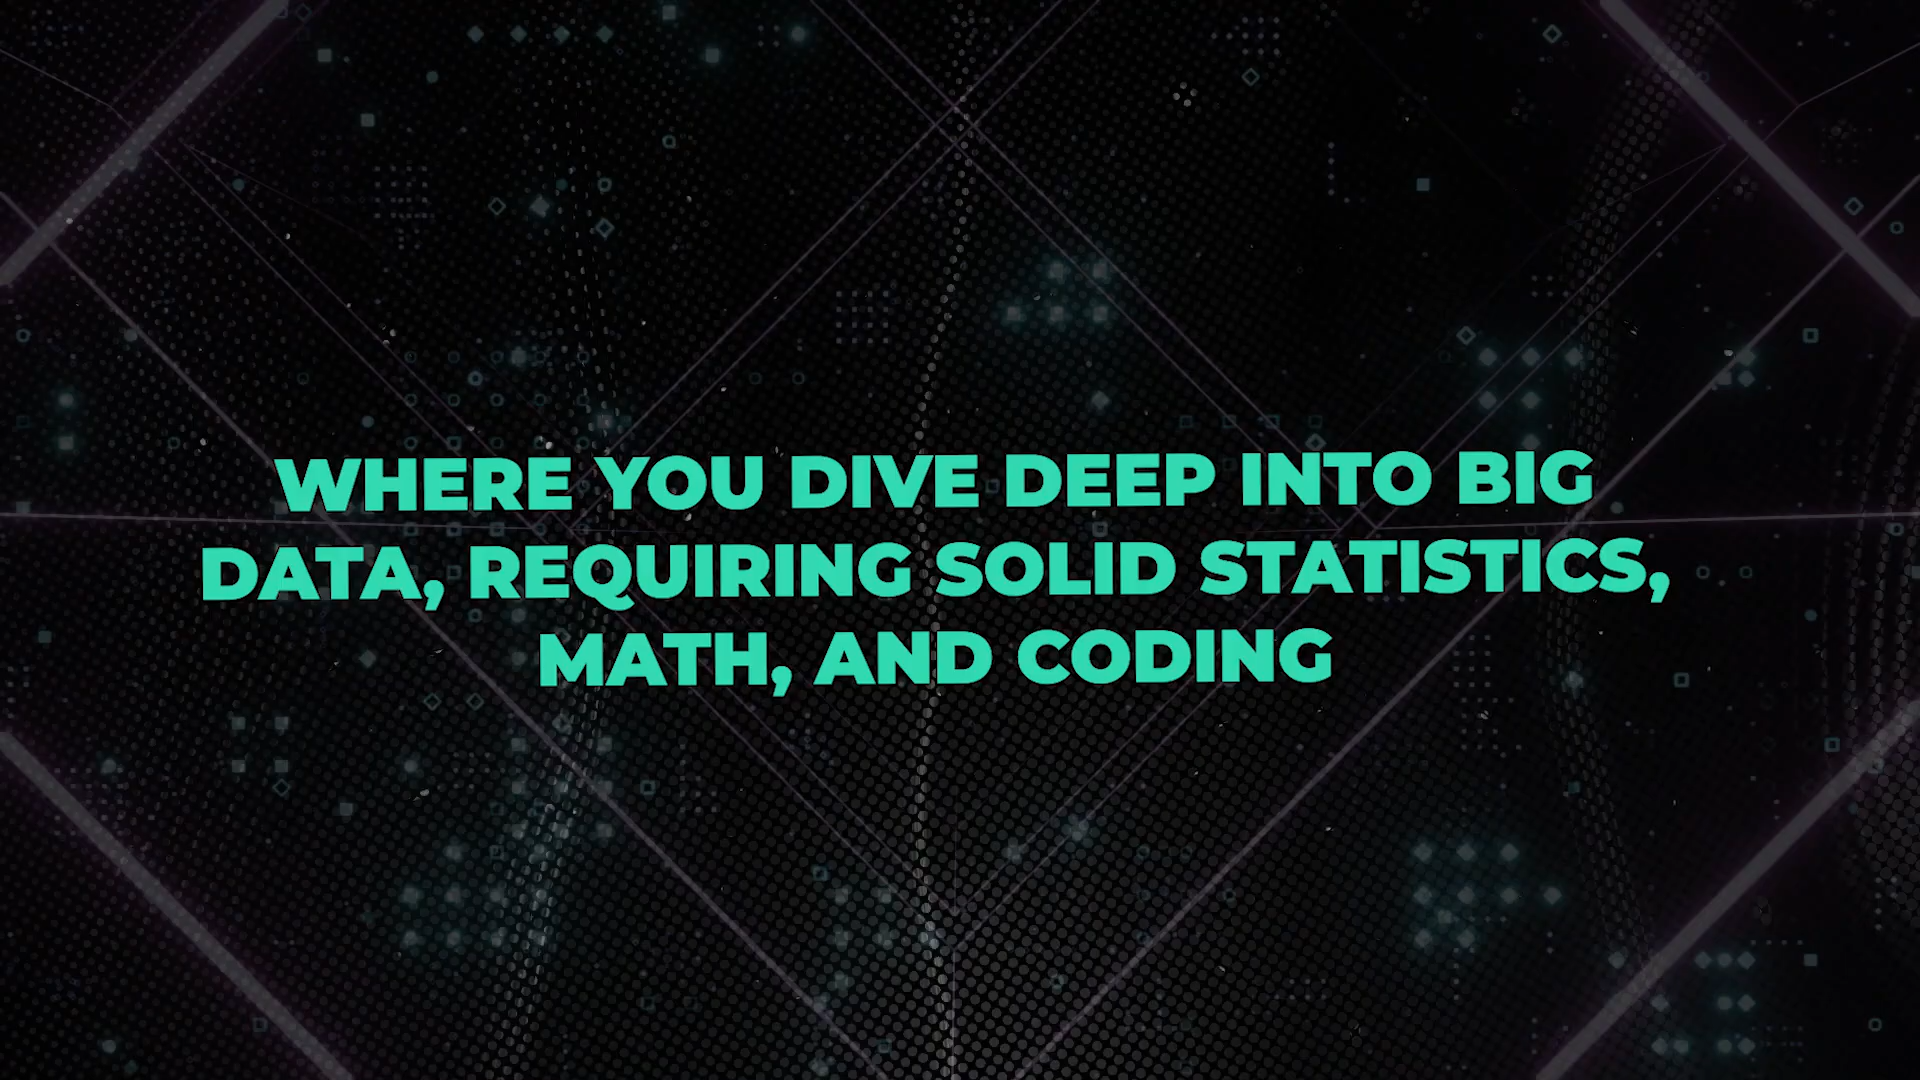 WHERE YOU DIVE DEEP INTO BIG
DATA, REQUIRING SOLID STATISTICS,
MATH, AND CODING